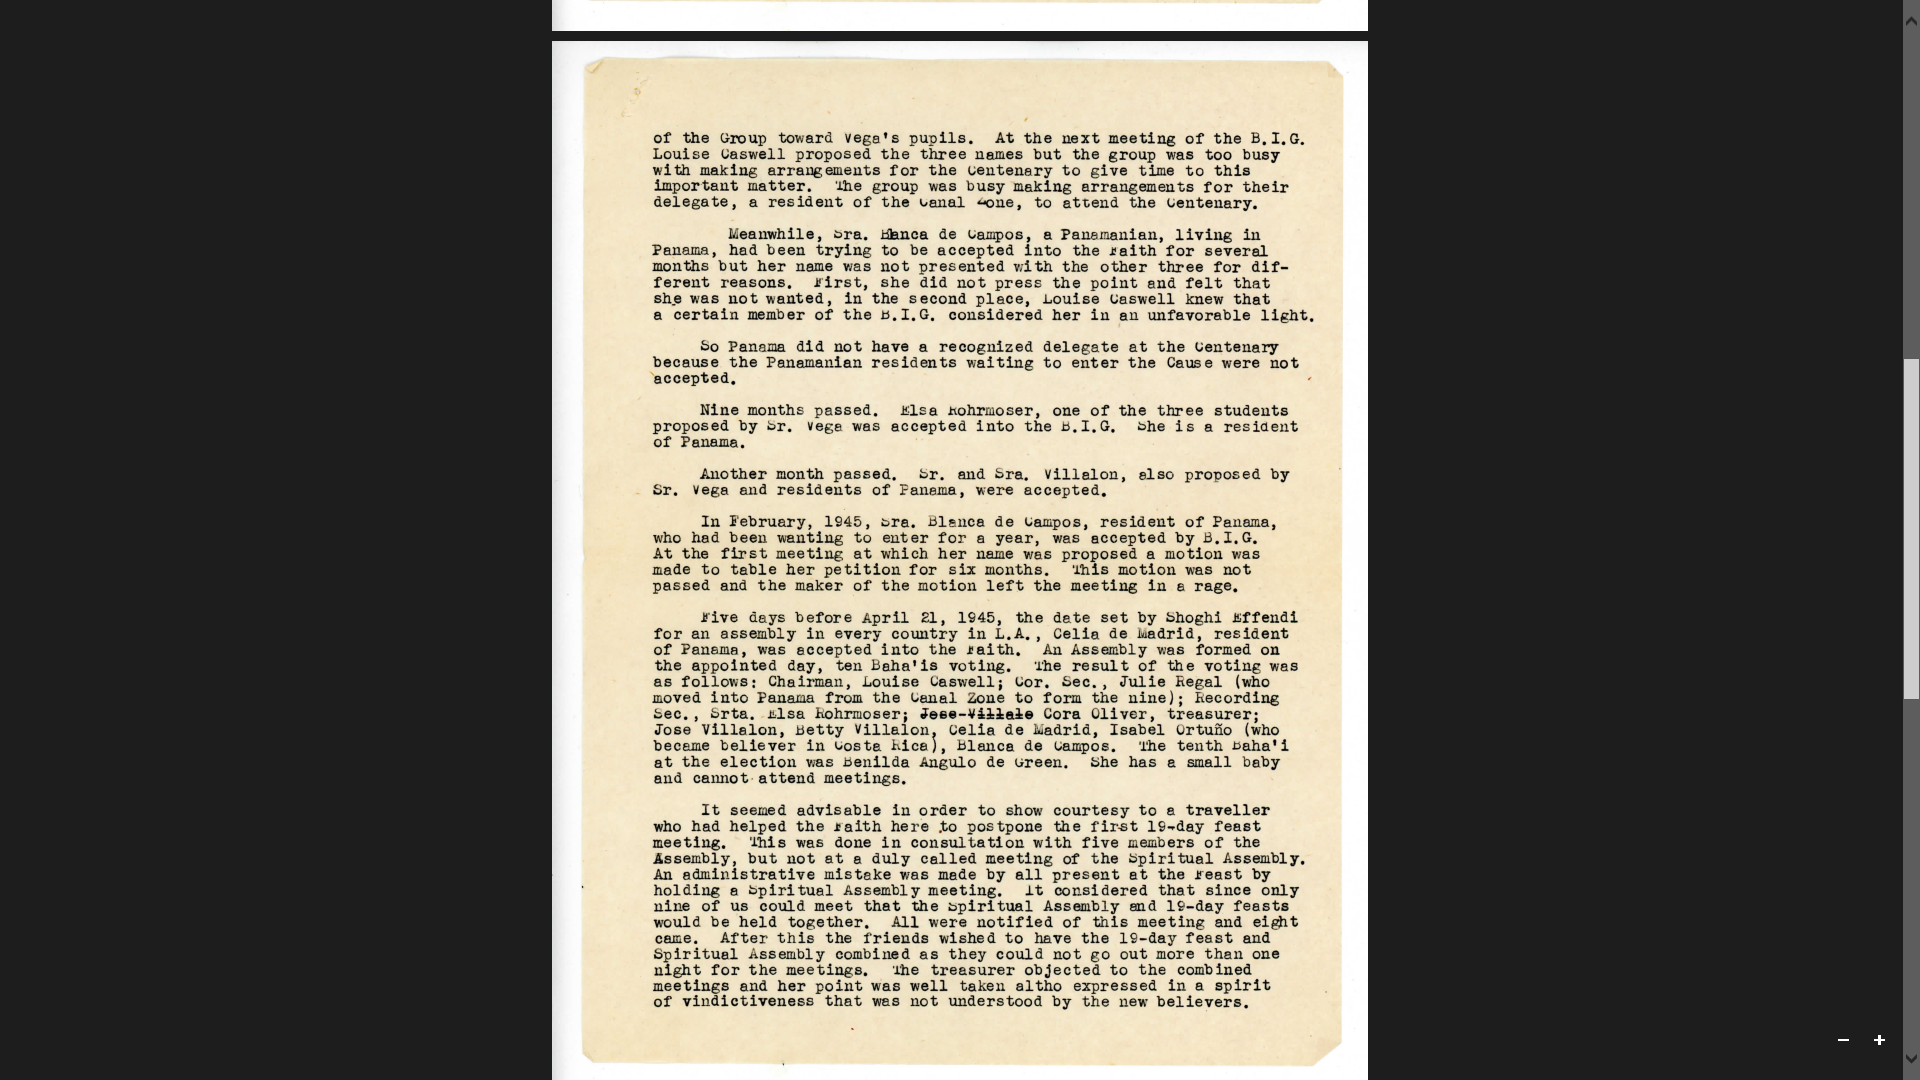 of the Group toward Vega's pupils. At the next meeting of the B.I.G.
Louise Caswell proposed the three names but the group was too busy
with making arrangements for the Centenary to give time to this
important matter. The group was busy making arrangements for their
delegate, a resident of the Canal Zone, to attend the Centenary.
Meanwhile, Sra. Blanca de Campos, a Panamanian, living in
Panama, had been trying to be accepted into the Faith for several
months but her name was not presented with the other three for dif-
ferent reasons. First, she did not press the point and felt that
she was not wanted, in the second place, Louise Caswell knew that
a certain member of the B.I.G. considered her in an unfavorable light.
So Panama did not have a recognized delegate at the Centenary
because the Panamanian residents waiting to enter the Cause were not
accepted.
Nine months passed. Elsa Rohrmoser, one of the three students
proposed by Sr. Vega was accepted into the B.I.G. She is a resident
of Panama.
Another month passed. Sr. and Sra. Villalon, also proposed by
Sr. Vega and residents of Panama, were accepted.
In February, 1945, Sra. Blanca de Campos, resident of Panama,
who had been wanting to enter for a year, was accepted by B.I.G.
At the first meeting at which her name was proposed a motion was
made to table her petition for six months. This motion was not
passed and the maker of the motion left the meeting in a rage.
Five days before April 21, 1945, the date set by Shoghi Effendi
for an assembly in every country in L.A., Celia de Madrid, resident
of Panama, was accepted into the Faith. An Assembly was formed on
the appointed day, ten Baha'is voting. The result of the voting was
as follows: Chairman, Louise Caswell; Cor. Sec., Julie Regal (who
moved into Panama from the Canal Zone to form the nine); Recording
Sec., Srta. Elsa Rohrmoser; Jose Villalo Cora Oliver, treasurer;
Jose Villalon, Betty Villalon, Celia de Madrid, Isabel Ortuño (who
became believer in Costa Rica), Blanca de Campos. The tenth Baha'i
at the election was Benilda Angulo de Green. She has a small baby
and cannot attend meetings.
It seemed advisable in order to show courtesy to a traveller
who had helped the Faith here to postpone the first 19-day feast
meeting. This was done in consultation with five members of the
Assembly, but not at a duly called meeting of the Spiritual Assembly.
An administrative mistake was made by all present at the Feast by
holding a Spiritual Assembly meeting. It considered that since only
nine of us could meet that the Spiritual Assembly and 19-day feasts
would be held together. All were notified of this meeting and eight
came. After this the friends wished to have the 19-day feast and
Spiritual Assembly combined as they could not go out more than one
night for the meetings. The treasurer objected to the combined
meetings and her point was well taken altho expressed in a spirit
of vindictiveness that was not understood by the new believers.